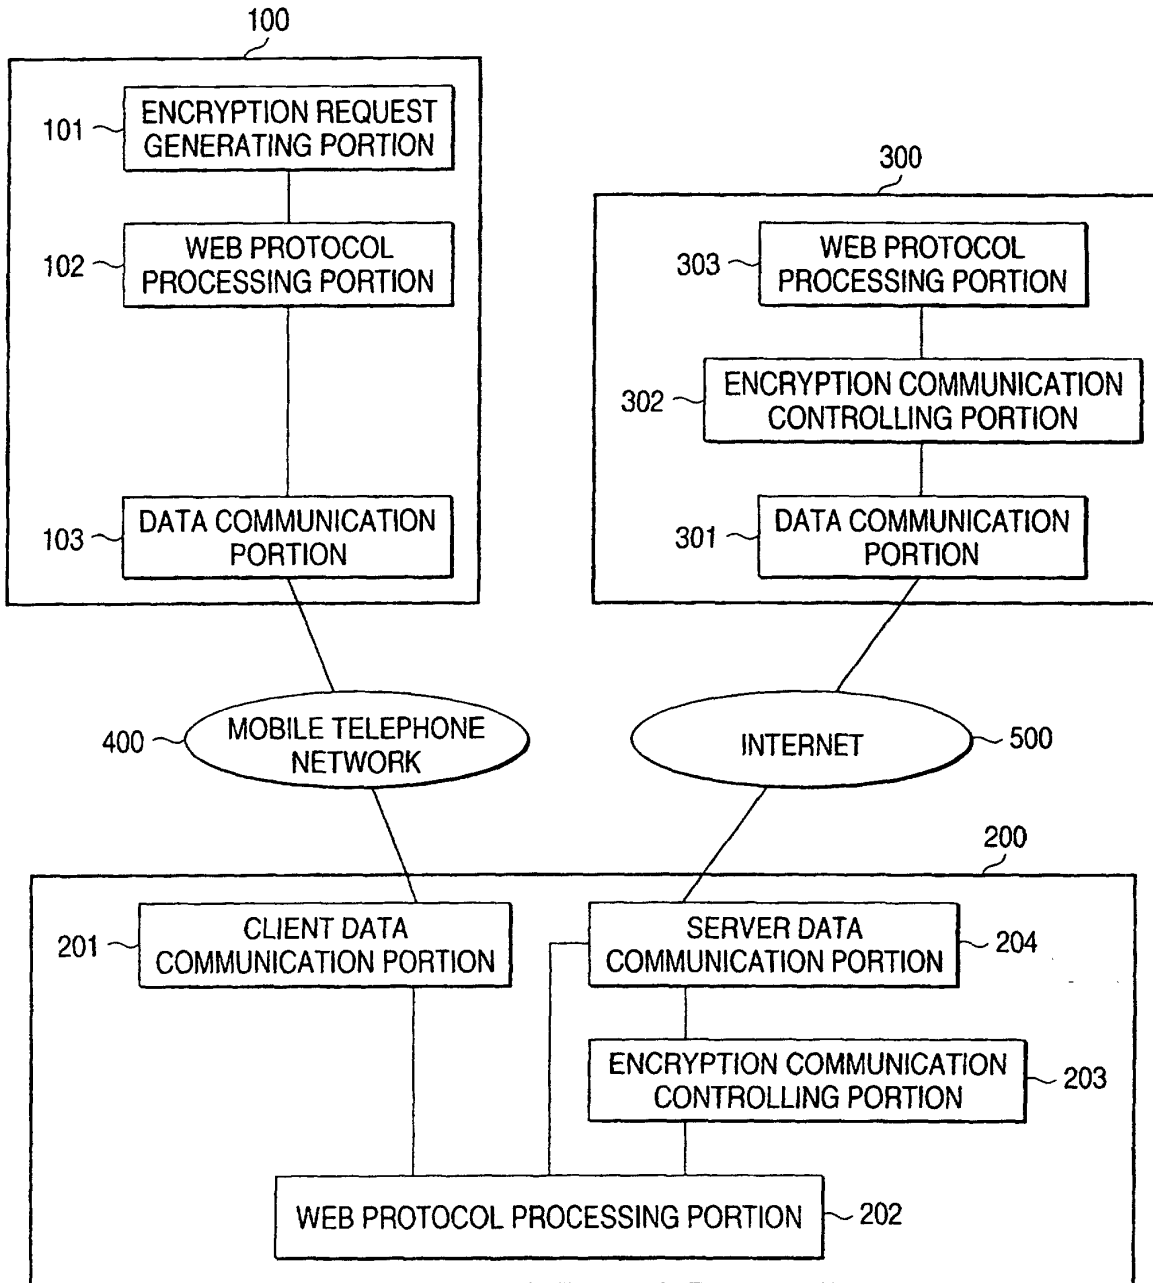 100
101
ENCRYPTION REQUEST
GENERATING PORTION
102
WEB PROTOCOL
PROCESSING PORTION
103
DATA COMMUNICATION
PORTION
300
303
WEB PROTOCOL
PROCESSING PORTION
302
ENCRYPTION COMMUNICATION
CONTROLLING PORTION
301
DATA COMMUNICATION
PORTION
400
MOBILE TELEPHONE
NETWORK
INTERNET
500
200
201
CLIENT DATA
COMMUNICATION PORTION
SERVER DATA
COMMUNICATION PORTION
204
ENCRYPTION COMMUNICATION
CONTROLLING PORTION
203
WEB PROTOCOL PROCESSING PORTION
202